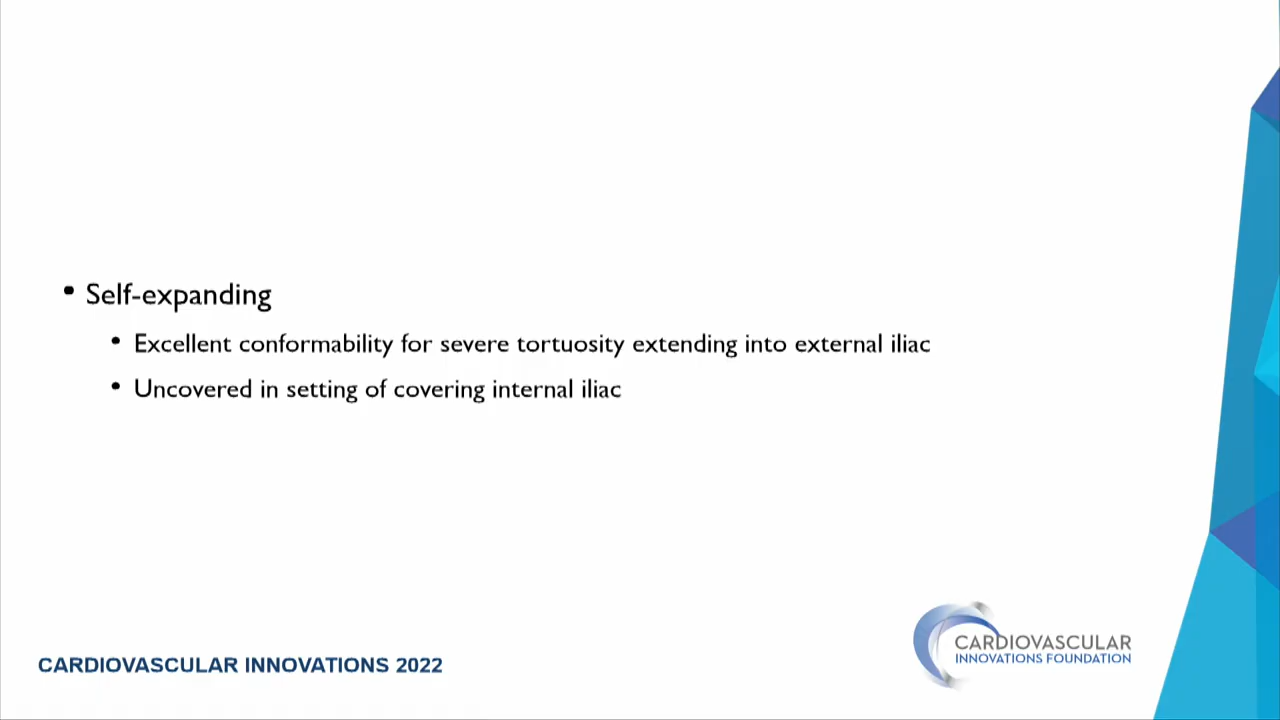 • Self-expanding
• Excellent conformability for severe tortuosity extending into external iliac
• Uncovered in setting of covering internal iliac
CARDIOVASCULAR INNOVATIONS 2022
CARDIOVASCULAR
INNOVATIONS FOUNDATION